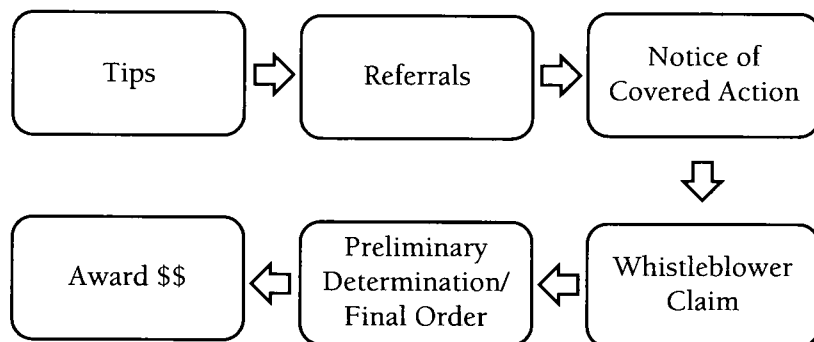 Tips
Referrals
Notice of
Covered Action
Whistleblower
Claim
Preliminary
Determination/
Final Order
Award $$